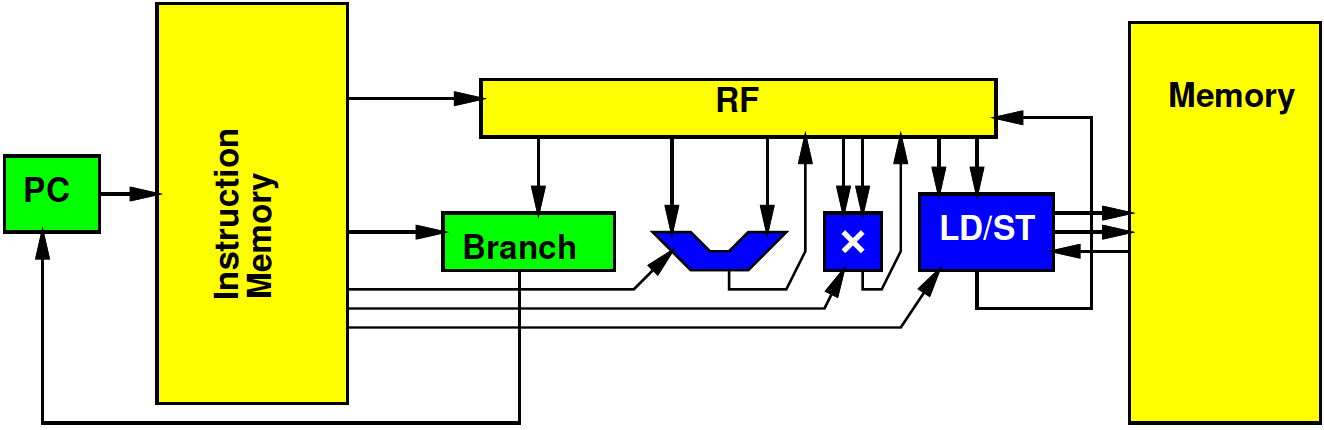 PC
Instruction
Memory
RF
Branch
×
LD/ST
Memory